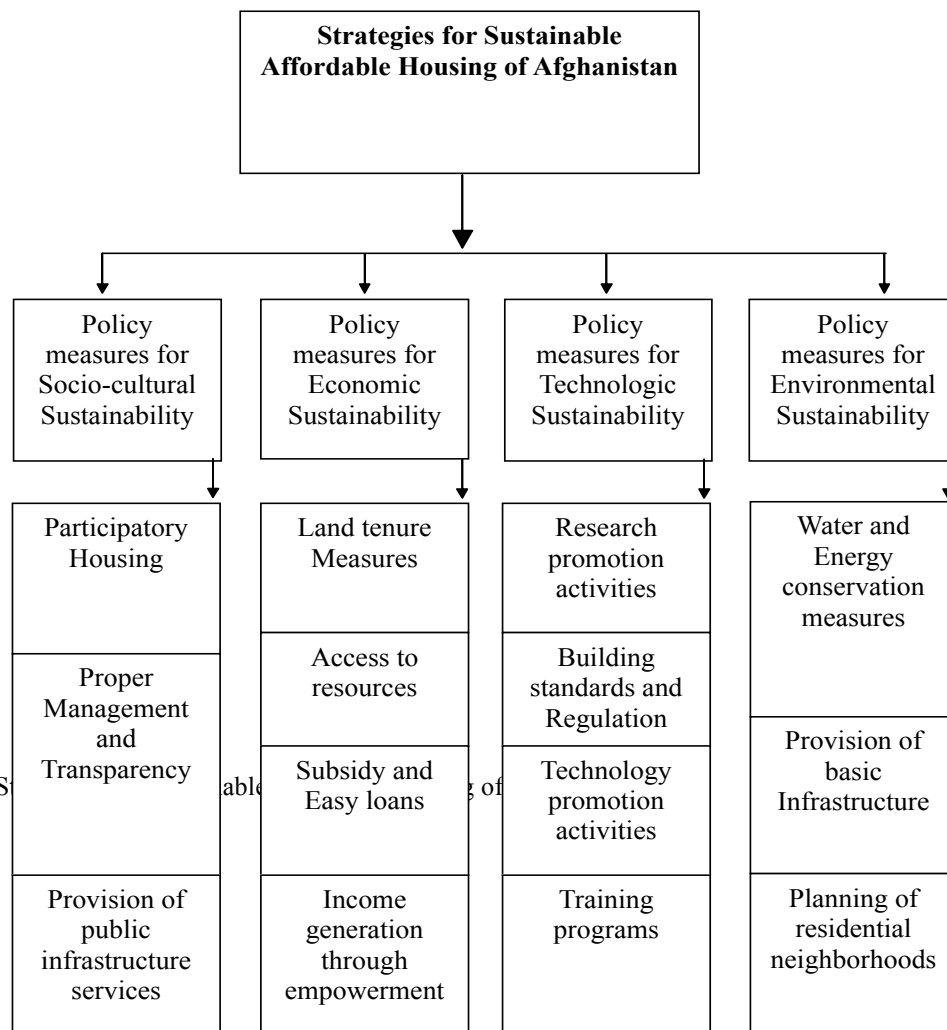 Strategies for Sustainable
Affordable Housing of Afghanistan
Policy
measures for
Socio-cultural
Sustainability
Policy
measures for
Economic
Sustainability
Policy
measures for
Technologic
Sustainability
Policy
measures for
Environmental
Sustainability
Participatory
Housing
Proper
Management
and
Transparency
Provision of
public
infrastructure
services
Land tenure
Measures
Access to
resources
Subsidy and
Easy loans
Income
generation
through
empowerment
Research
promotion
activities
Building
standards and
Regulation
Technology
promotion
activities
Training
programs
Water and
Energy
conservation
measures
Provision of
basic
Infrastructure
Planning of
residential
neighborhoods
of